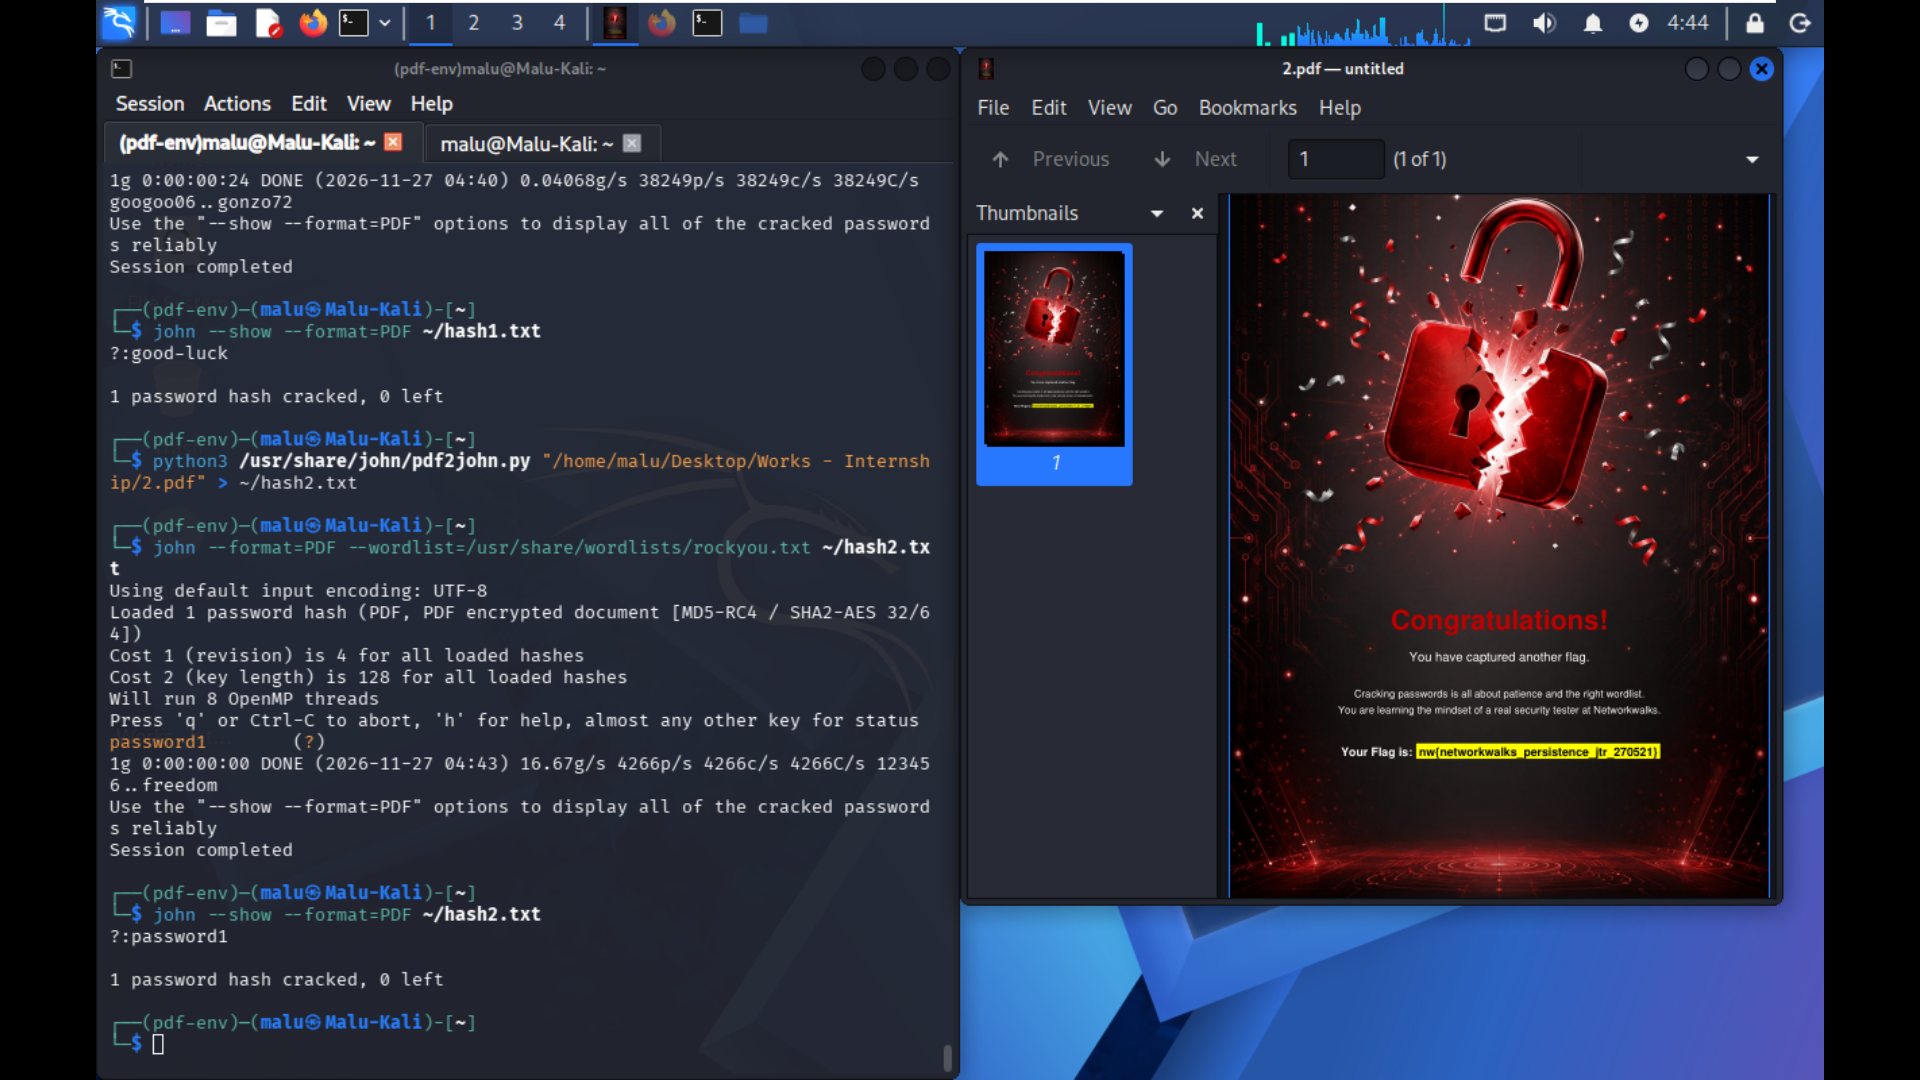 1
2
3
4
4:44
(pdf-env)malu@Malu-Kali: ~
Session Actions Edit View Help
(pdf-env)malu@Malu-Kali: ~
malu@Malu-Kali: ~
1g 0:00:00:24 DONE (2026-11-27 04:40) 0.04068g/s 38249p/s 38249c/s 38249C/s
googoo06..gonzo72
Use the "--show --format=PDF" options to display all of the cracked password
s reliably
Session completed
┌──(pdf-env)─(malu㉿Malu-Kali)-[~]
└─$ john --show --format=PDF ~/hash1.txt
?:good-luck
1 password hash cracked, 0 left
┌──(pdf-env)─(malu㉿Malu-Kali)-[~]
└─$ python3 /usr/share/john/pdf2john.py "/home/malu/Desktop/Works - Internsh
ip/2.pdf" > ~/hash2.txt
┌──(pdf-env)─(malu㉿Malu-Kali)-[~]
└─$ john --format=PDF --wordlist=/usr/share/wordlists/rockyou.txt ~/hash2.tx
t
Using default input encoding: UTF-8
Loaded 1 password hash (PDF, PDF encrypted document [MD5-RC4 / SHA2-AES 32/6
4])
Cost 1 (revision) is 4 for all loaded hashes
Cost 2 (key length) is 128 for all loaded hashes
Will run 8 OpenMP threads
Press 'q' or Ctrl-C to abort, 'h' for help, almost any other key for status
password1 (?)
1g 0:00:00:00 DONE (2026-11-27 04:43) 16.67g/s 4266p/s 4266c/s 4266C/s 12345
6..freedom
Use the "--show --format=PDF" options to display all of the cracked password
s reliably
Session completed
┌──(pdf-env)─(malu㉿Malu-Kali)-[~]
└─$ john --show --format=PDF ~/hash2.txt
?:password1
1 password hash cracked, 0 left
┌──(pdf-env)─(malu㉿Malu-Kali)-[~]
└─$
2.pdf — untitled
File Edit View Go Bookmarks Help
Previous Next 1 (1 of 1)
Thumbnails
Congratulations!
1
Congratulations!
You have captured another flag.
Cracking passwords is all about patience and the right wordlist.
You are learning the mindset of a real security tester at Networkwalks.
Your Flag is: nw{networkwalks_persistence_jtr_270521}